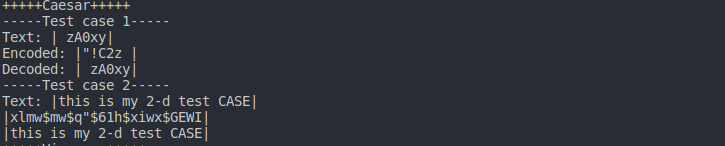 +++++Caesar+++++
-----Test case 1-----
Text: | zA0xy|
Encoded: |"!C2z |
Decoded: | zA0xy|
-----Test case 2-----
Text: |this is my 2-d test CASE|
|xlmw$mw$q"$61h$xiwx$GEWI|
|this is my 2-d test CASE|